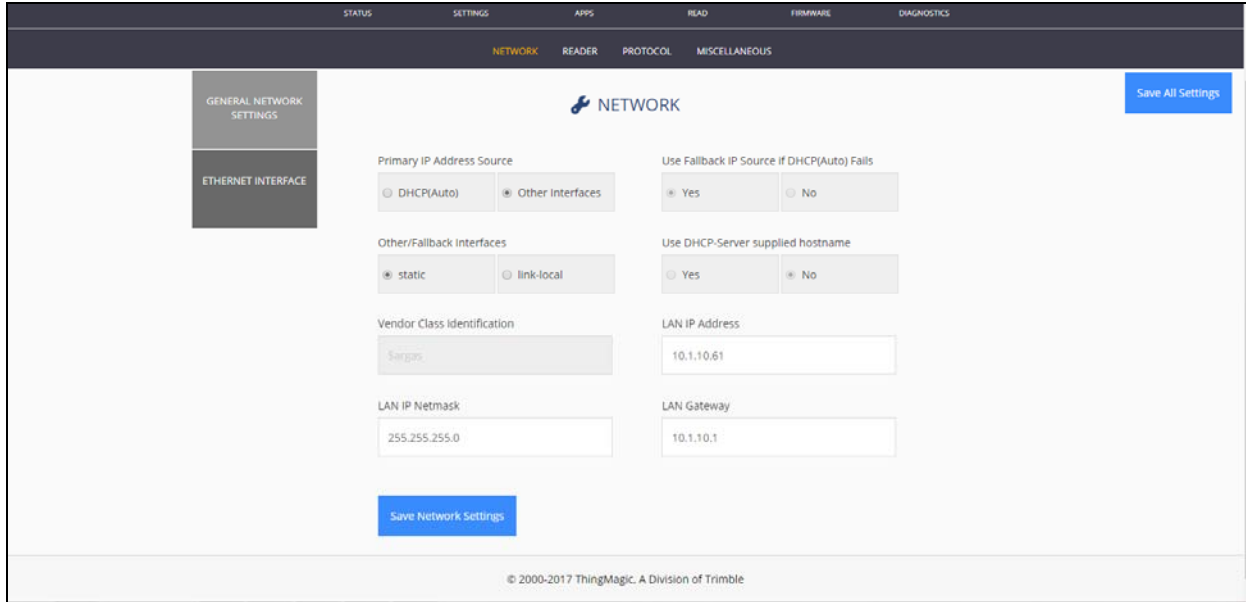 STATUS SETTINGS APPS READ FIRMWARE DIAGNOSTICS
NETWORK READER PROTOCOL MISCELLANEOUS
GENERAL NETWORK
SETTINGS
ETHERNET INTERFACE
NETWORK
Save All Settings
Primary IP Address Source
DHCP(Auto) Other Interfaces
Use Fallback IP Source if DHCP(Auto) Fails
Yes No
Other/Fallback Interfaces
static link-local
Use DHCP-Server supplied hostname
Yes No
Vendor Class Identification
Sargas
LAN IP Address
10.1.10.61
LAN IP Netmask
255.255.255.0
LAN Gateway
10.1.10.1
Save Network Settings
© 2000-2017 ThingMagic, A Division of Trimble